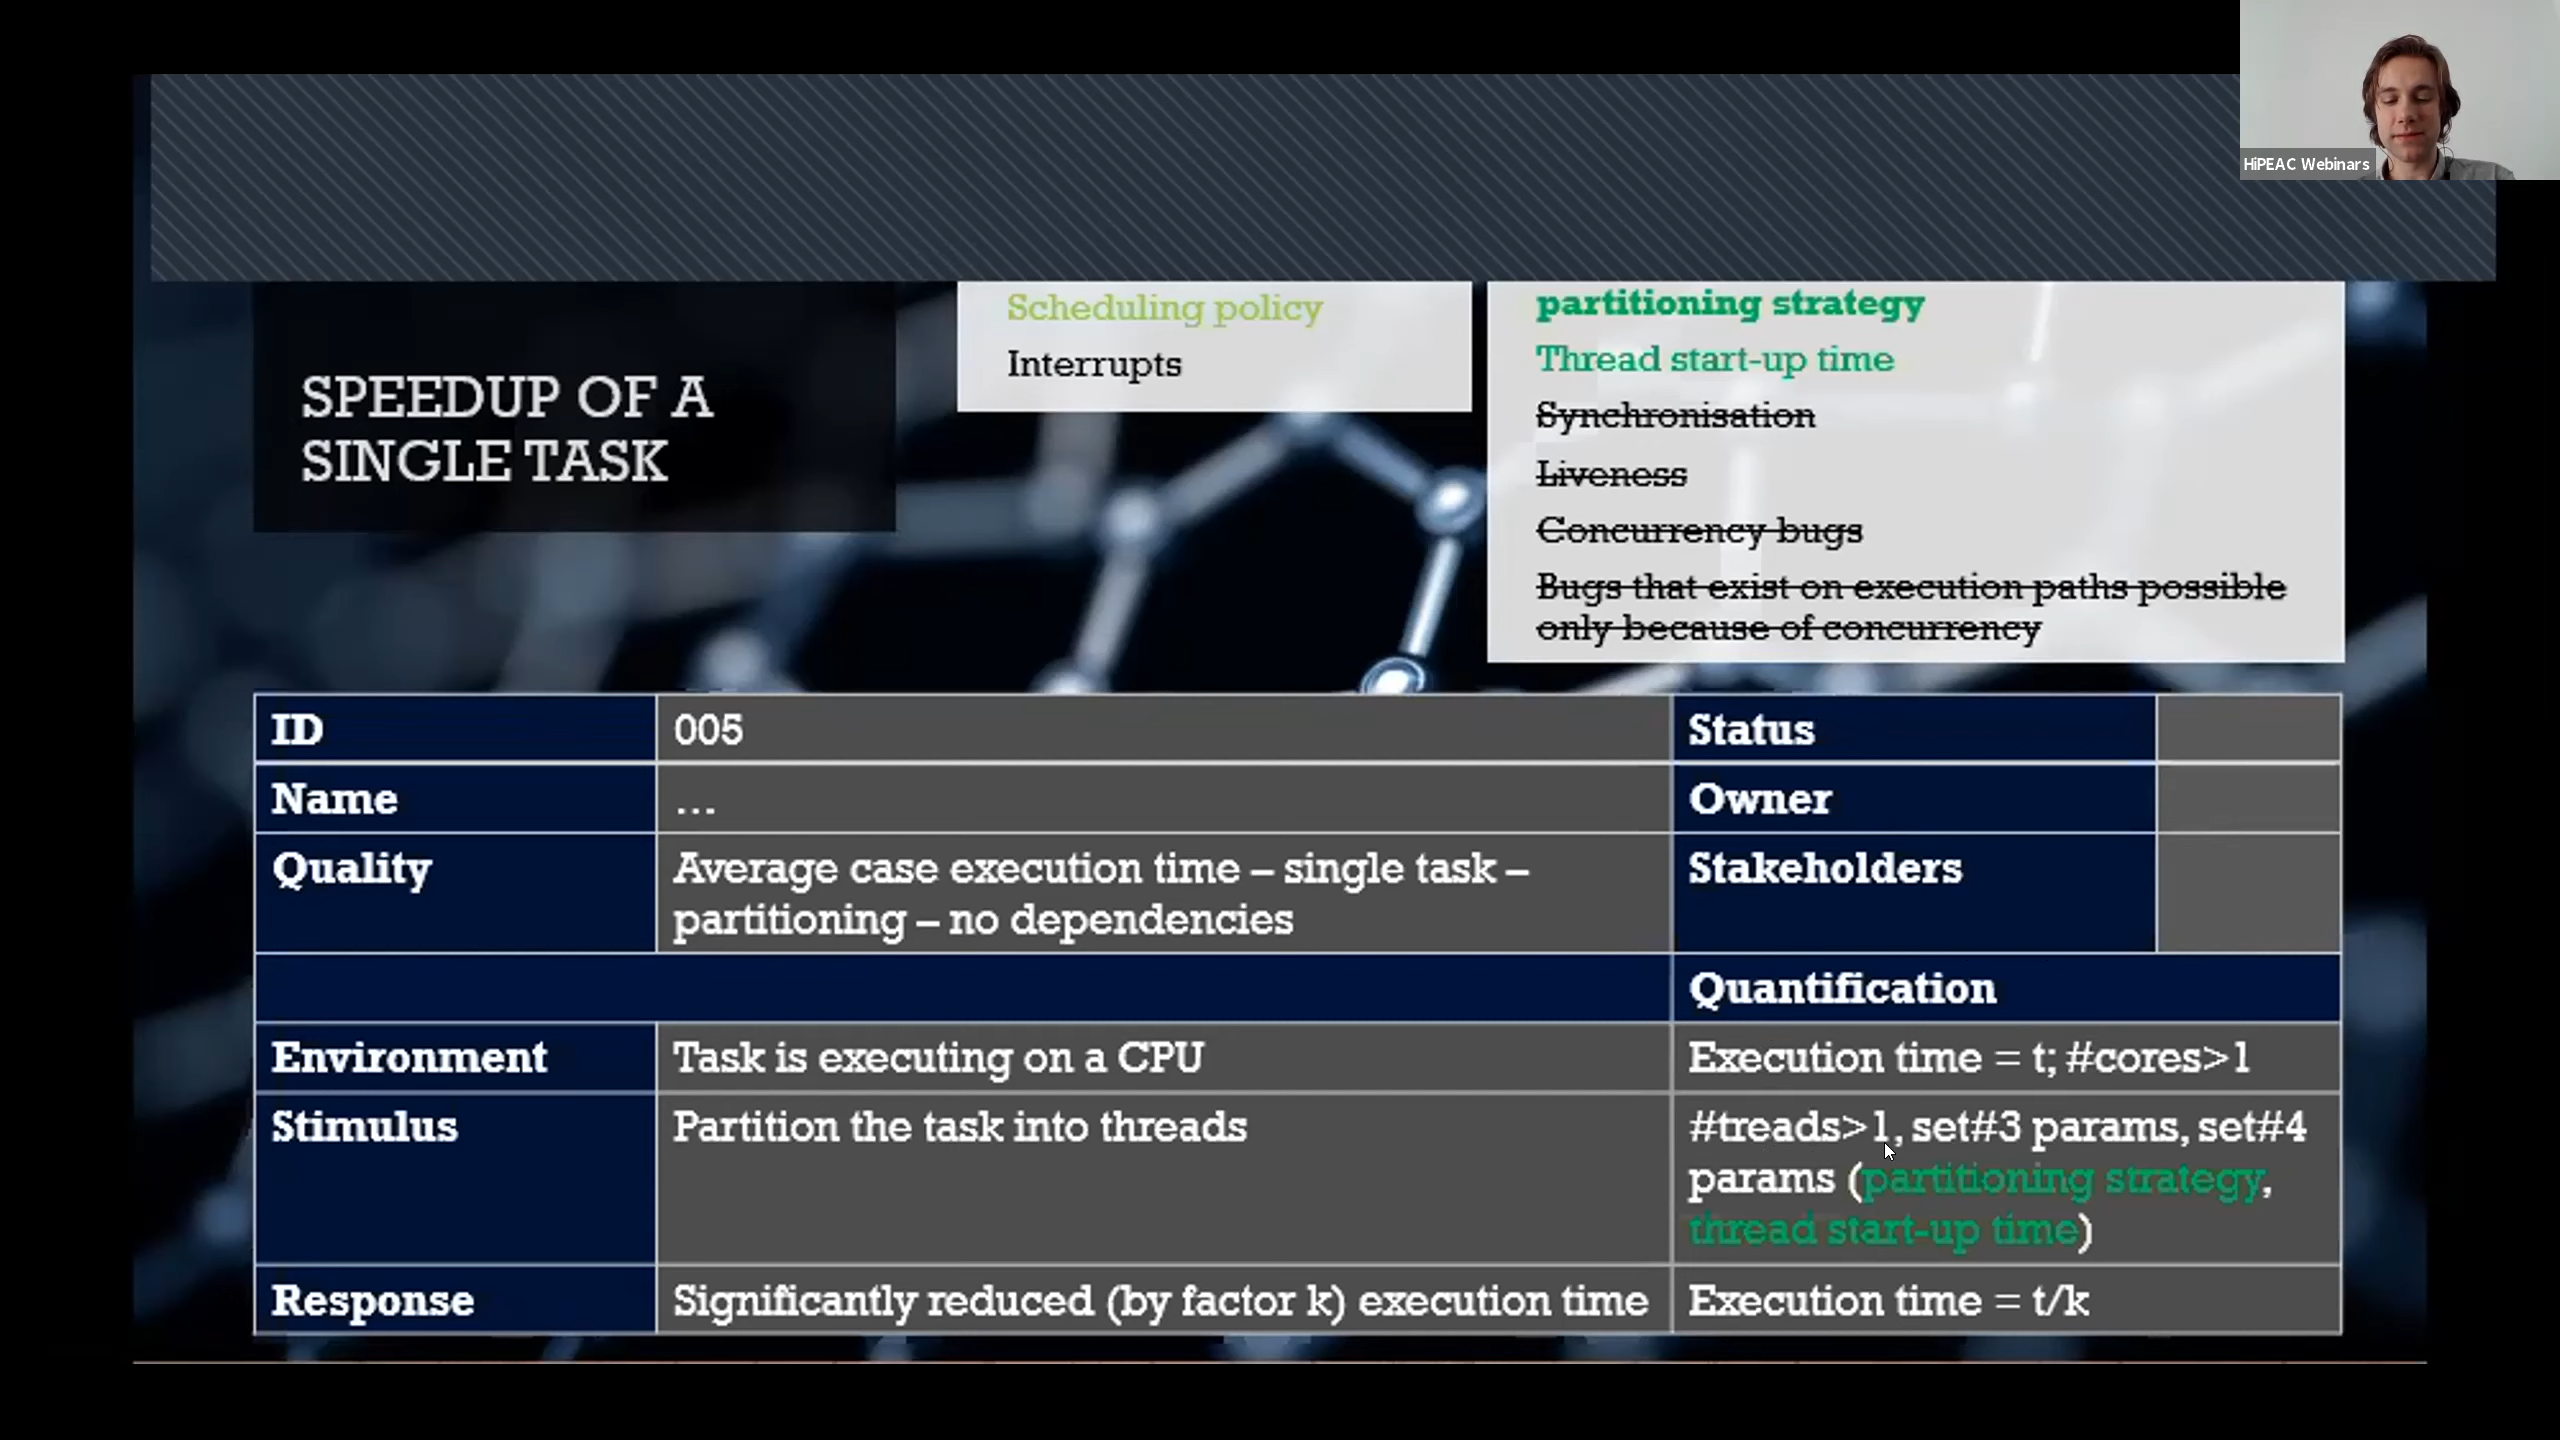 HiPEAC Webinars
Scheduling policy
Interrupts
partitioning strategy
Thread start-up time
Synchronisation
Liveness
Concurrency bugs
Bugs that exist on execution paths possible
only because of concurrency
SPEEDUP OF A
SINGLE TASK
ID
005
Status
Name
...
Owner
Quality
Average case execution time – single task –
partitioning – no dependencies
Stakeholders
Quantification
Environment
Task is executing on a CPU
Execution time = t; #cores>1
Stimulus
Partition the task into threads
#treads>1, set#3 params, set#4
params (partitioning strategy,
thread start-up time)
Response
Significantly reduced (by factor k) execution time
Execution time = t/k